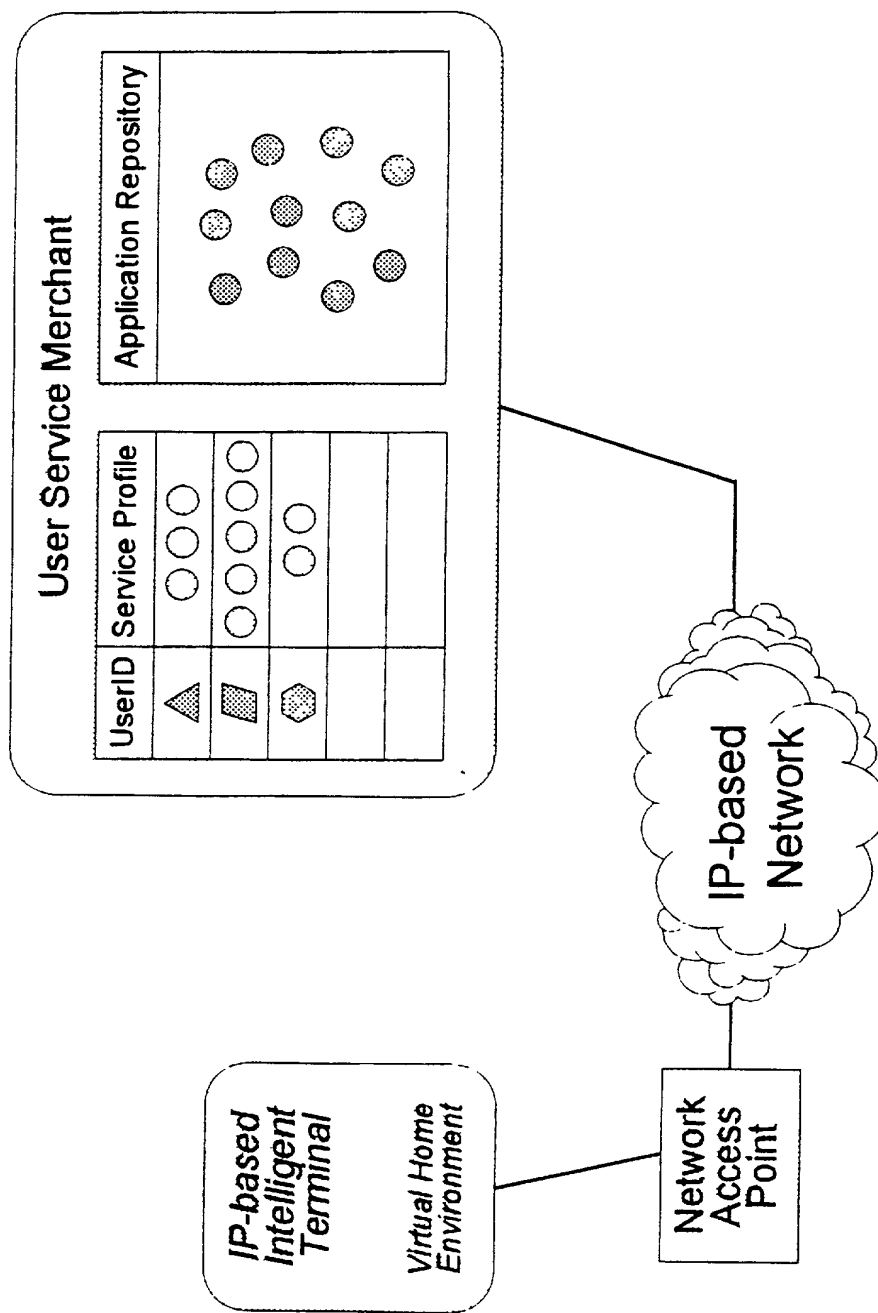 User Service Merchant
UserID
Service Profile
Application Repository
IP-based
Intelligent
Terminal
Virtual Home
Environment
Network
Access
Point
IP-based
Network